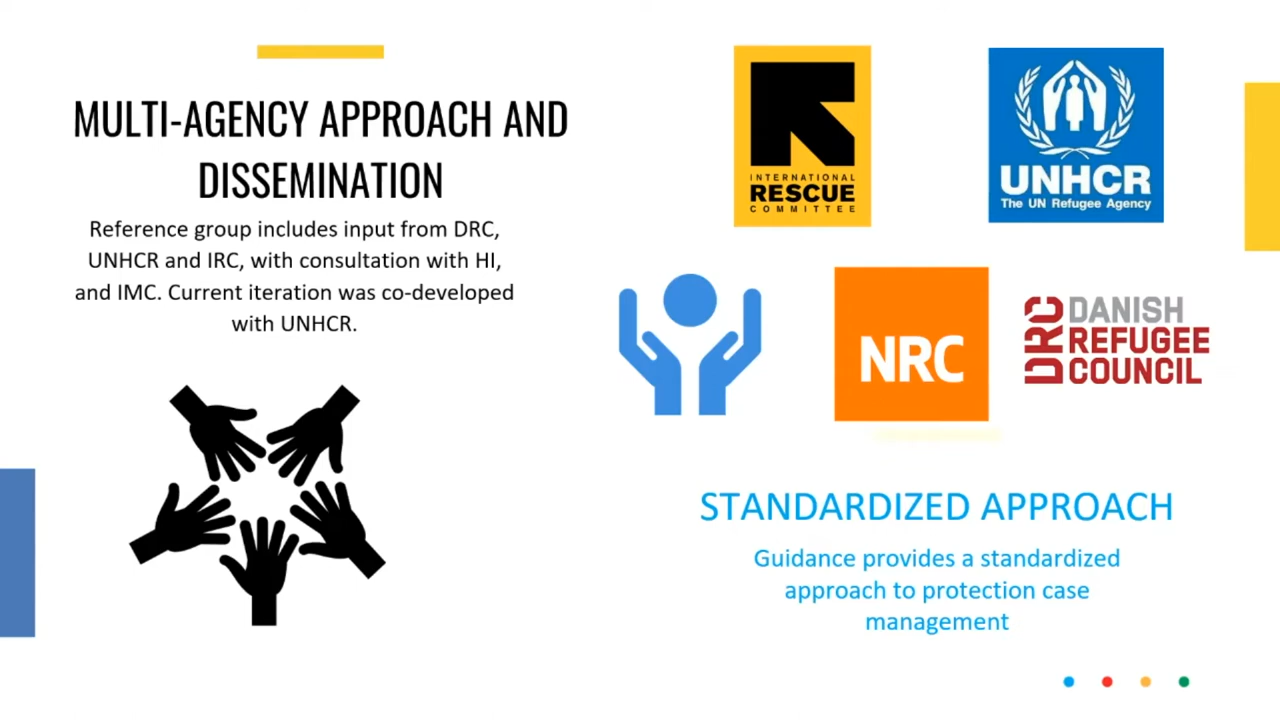 MULTI-AGENCY APPROACH AND
DISSEMINATION
Reference group includes input from DRC,
UNHCR and IRC, with consultation with HI,
and IMC. Current iteration was co-developed
with UNHCR.
INTERNATIONAL
RESCUE
COMMITTEE
UNHCR
The UN Refugee Agency
NRC
DRC
DANISH
REFUGEE
COUNCIL
STANDARDIZED APPROACH
Guidance provides a standardized
approach to protection case
management